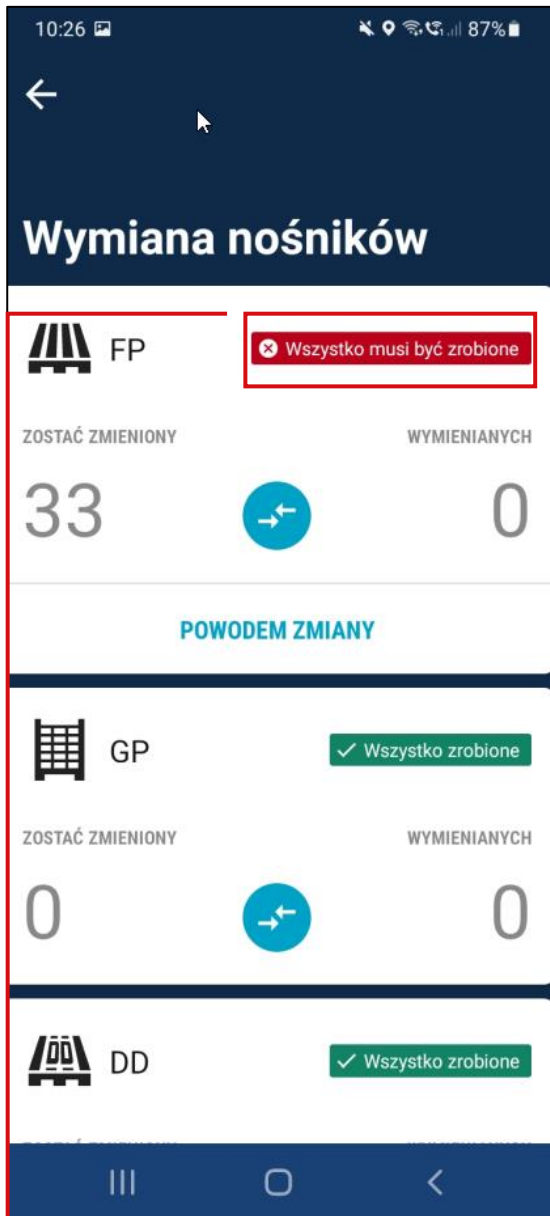 10:26 87%
Wymiana nośników
FP Wszystko musi być zrobione
ZOSTAĆ ZMIENIONY WYMIENIANYCH
33 0
POWODEM ZMIANY
GP Wszystko zrobione
ZOSTAĆ ZMIENIONY WYMIENIANYCH
0 0
DD Wszystko zrobione